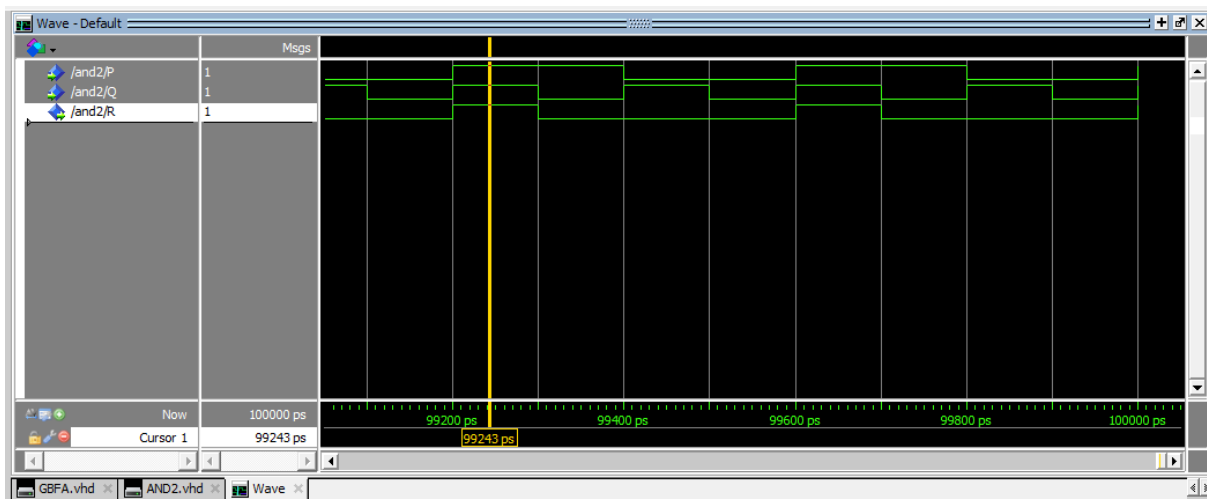 Wave - Default
Msgs
/and2/P 1
/and2/Q 1
/and2/R 1
Now 100000 ps
99200 ps 99400 ps 99600 ps 99800 ps 100000 ps
Cursor 1 99243 ps
99243 ps
GBFA.vhd AND2.vhd Wave